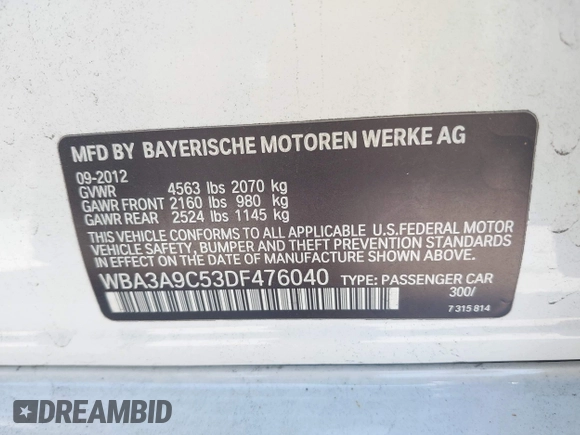 MFD BY BAYERISCHE MOTOREN WERKE AG
09-2012
GVWR 4563 lbs 2070 kg
GAWR FRONT 2160 lbs 980 kg
GAWR REAR 2524 lbs 1145 kg
THIS VEHICLE CONFORMS TO ALL APPLICABLE U.S.FEDERAL MOTOR
VEHICLE SAFETY, BUMPER AND THEFT PREVENTION STANDARDS
IN EFFECT ON THE DATE OF MANUFACTURE SHOWN ABOVE.
WBA3A9C53DF476040 TYPE: PASSENGER CAR
300/
7 315 814
DREAMBID